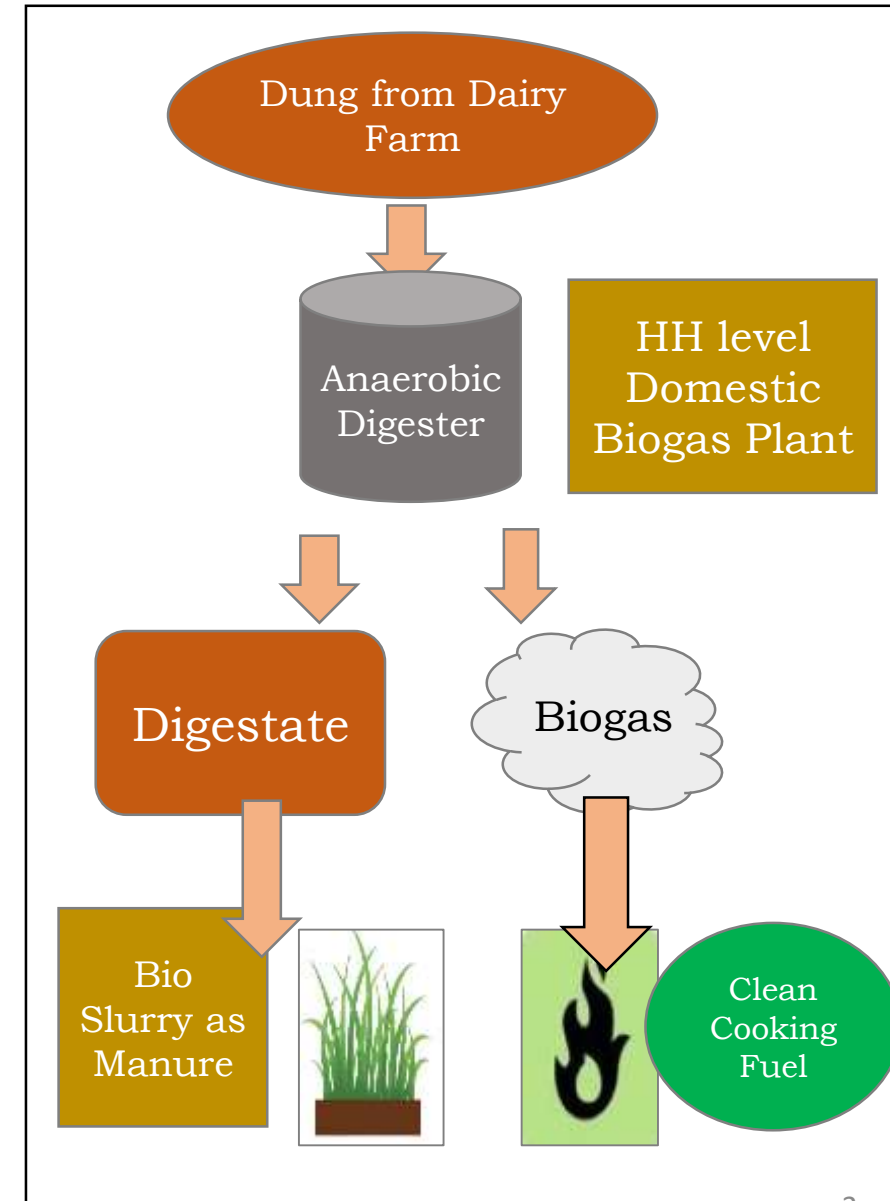 Dung from Dairy
Farm
Anaerobic
Digester
HH level
Domestic
Biogas Plant
Digestate
Biogas
Bio
Slurry as
Manure
Clean
Cooking
Fuel